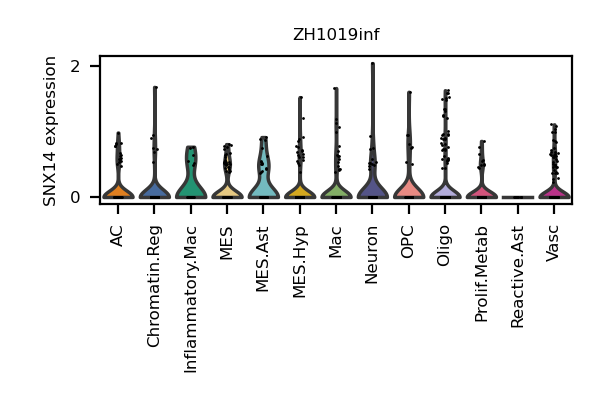 ZH1019inf
SNX14 expression
2
0
AC
Chromatin.Reg
Inflammatory.Mac
MES
MES.Ast
MES.Hyp
Mac
Neuron
OPC
Oligo
Prolif.Metab
Reactive.Ast
Vasc